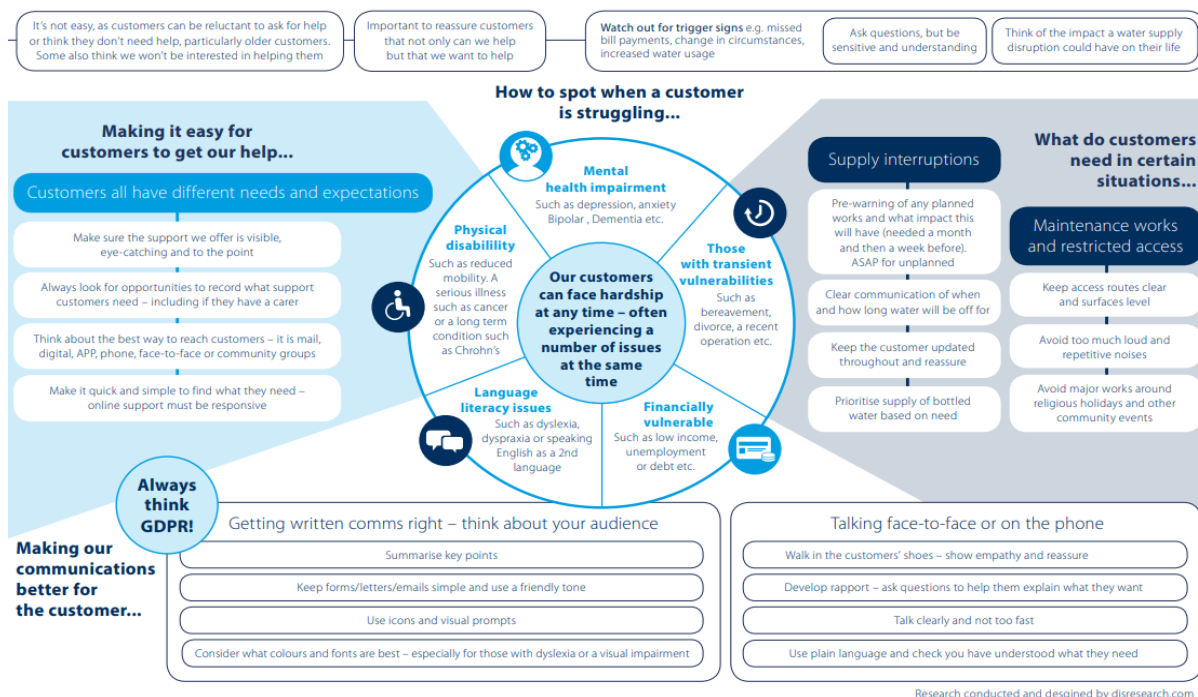 It's not easy, as customers can be reluctant to ask for help
or think they don't need help, particularly older customers.
Some also think we won't be interested in helping them
Important to reassure customers
that not only can we help
but that we want to help
Watch out for trigger signs e.g. missed
bill payments, change in circumstances,
increased water usage
Ask questions, but be
sensitive and understanding
Think of the impact a water supply
disruption could have on their life
How to spot when a customer
is struggling...
Making it easy for
customers to get our help...
Customers all have different needs and expectations
Make sure the support we offer is visible,
eye-catching and to the point
Always look for opportunities to record what support
customers need – including if they have a carer
Think about the best way to reach customers – it is mail,
digital, APP, phone, face-to-face or community groups
Make it quick and simple to find what they need –
online support must be responsive
Mental
health impairment
Such as depression, anxiety
Bipolar , Dementia etc.
Physical
disabilility
Such as reduced
mobility. A
serious illness
such as cancer
or a long term
condition such
as Chrohn's
Those
with transient
vulnerabilities
Such as
bereavement,
divorce, a recent
operation etc.
Our customers
can face hardship
at any time – often
experiencing a
number of issues
at the same
time
Language
literacy issues
Such as dyslexia,
dyspraxia or speaking
English as a 2nd
language
Financially
vulnerable
Such as low income,
unemployment
or debt etc.
What do customers
need in certain
situations...
Supply interruptions
Pre-warning of any planned
works and what impact this
will have (needed a month
and then a week before).
ASAP for unplanned
Clear communication of when
and how long water will be off for
Keep the customer updated
throughout and reassure
Prioritise supply of bottled
water based on need
Maintenance works
and restricted access
Keep access routes clear
and surfaces level
Avoid too much loud and
repetitive noises
Avoid major works around
religious holidays and other
community events
Always
think
GDPR!
Making our
communications
better for
the customer...
Getting written comms right – think about your audience
Summarise key points
Keep forms/letters/emails simple and use a friendly tone
Use icons and visual prompts
Consider what colours and fonts are best – especially for those with dyslexia or a visual impairment
Talking face-to-face or on the phone
Walk in the customers' shoes – show empathy and reassure
Develop rapport – ask questions to help them explain what they want
Talk clearly and not too fast
Use plain language and check you have understood what they need
Research conducted and desgined by disresearch.com